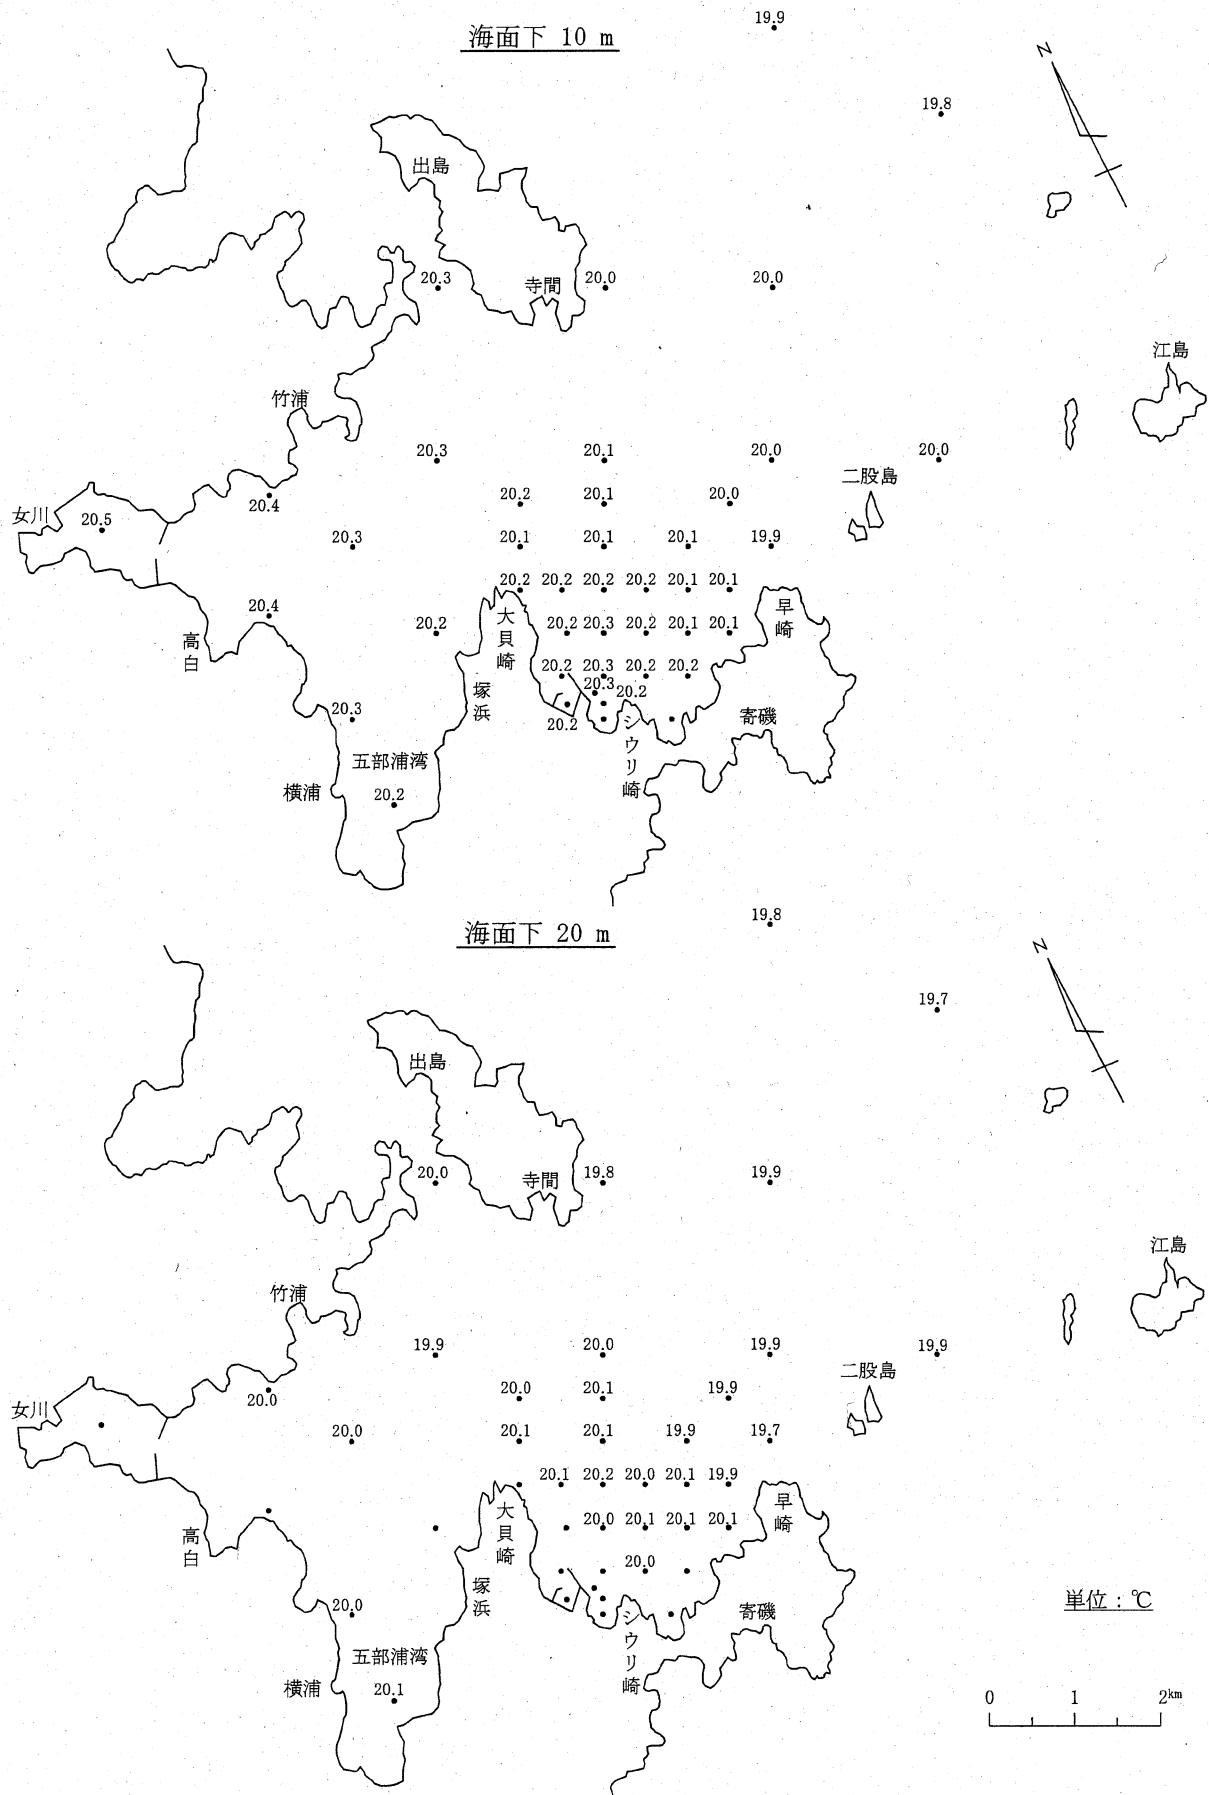 19.9
海面下 10 m
N
19.8
出島
20.3
寺間
20.0
20.0
江島
竹浦
20.3
20.1
20.0
20.0
二股島
20.4
20.2
20.1
20.0
女川
20.5
20.3
20.1
20.1
20.1
19.9
20.2
20.2
20.2
20.2
20.1
20.1
20.4
大貝崎
早崎
高白
20.2
20.2
20.3
20.2
20.1
20.1
20.2
20.3
20.2
20.2
塚浜
20.3
20.2
20.3
20.2
シウリ崎
寄磯
五部浦湾
横浦
20.2
19.8
海面下 20 m
N
19.7
出島
20.0
寺間
19.8
19.9
江島
竹浦
19.9
20.0
19.9
19.9
二股島
20.0
20.0
20.1
19.9
女川
20.0
20.1
20.1
19.9
19.7
20.1
20.2
20.0
20.1
19.9
大貝崎
早崎
高白
20.0
20.1
20.1
20.1
20.0
塚浜
20.0
シウリ崎
寄磯
単位：℃
五部浦湾
横浦
20.1
0 1 2km